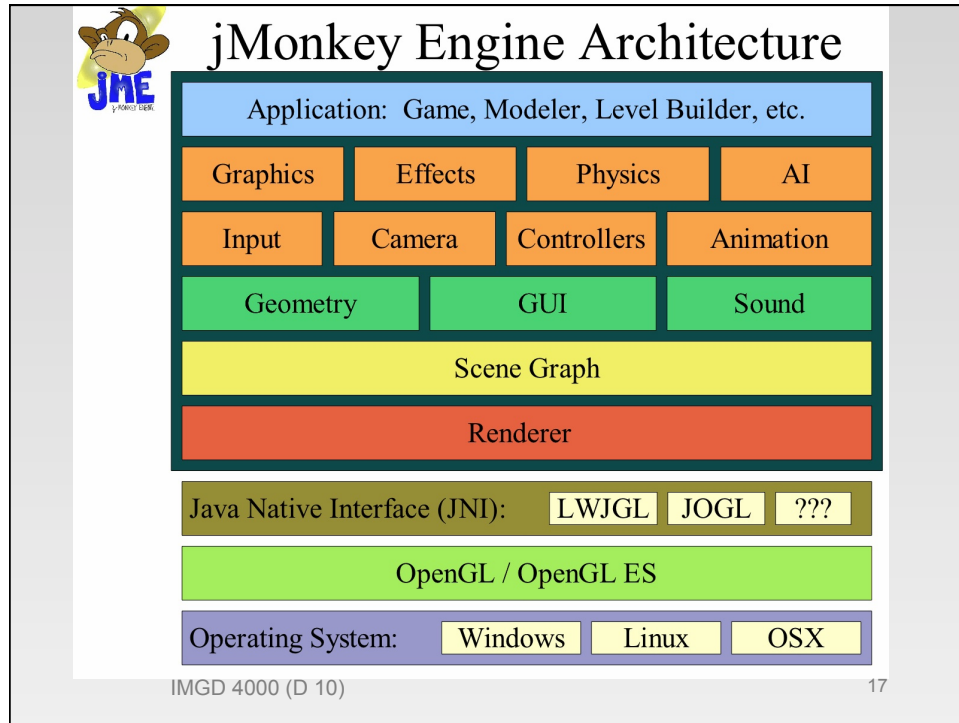 jMonkey Engine Architecture
jME
jMONKEY ENGINE
Application: Game, Modeler, Level Builder, etc.
Graphics Effects Physics AI
Input Camera Controllers Animation
Geometry GUI Sound
Scene Graph
Renderer
Java Native Interface (JNI): LWJGL JOGL ???
OpenGL / OpenGL ES
Operating System: Windows Linux OSX
IMGD 4000 (D 10) 17